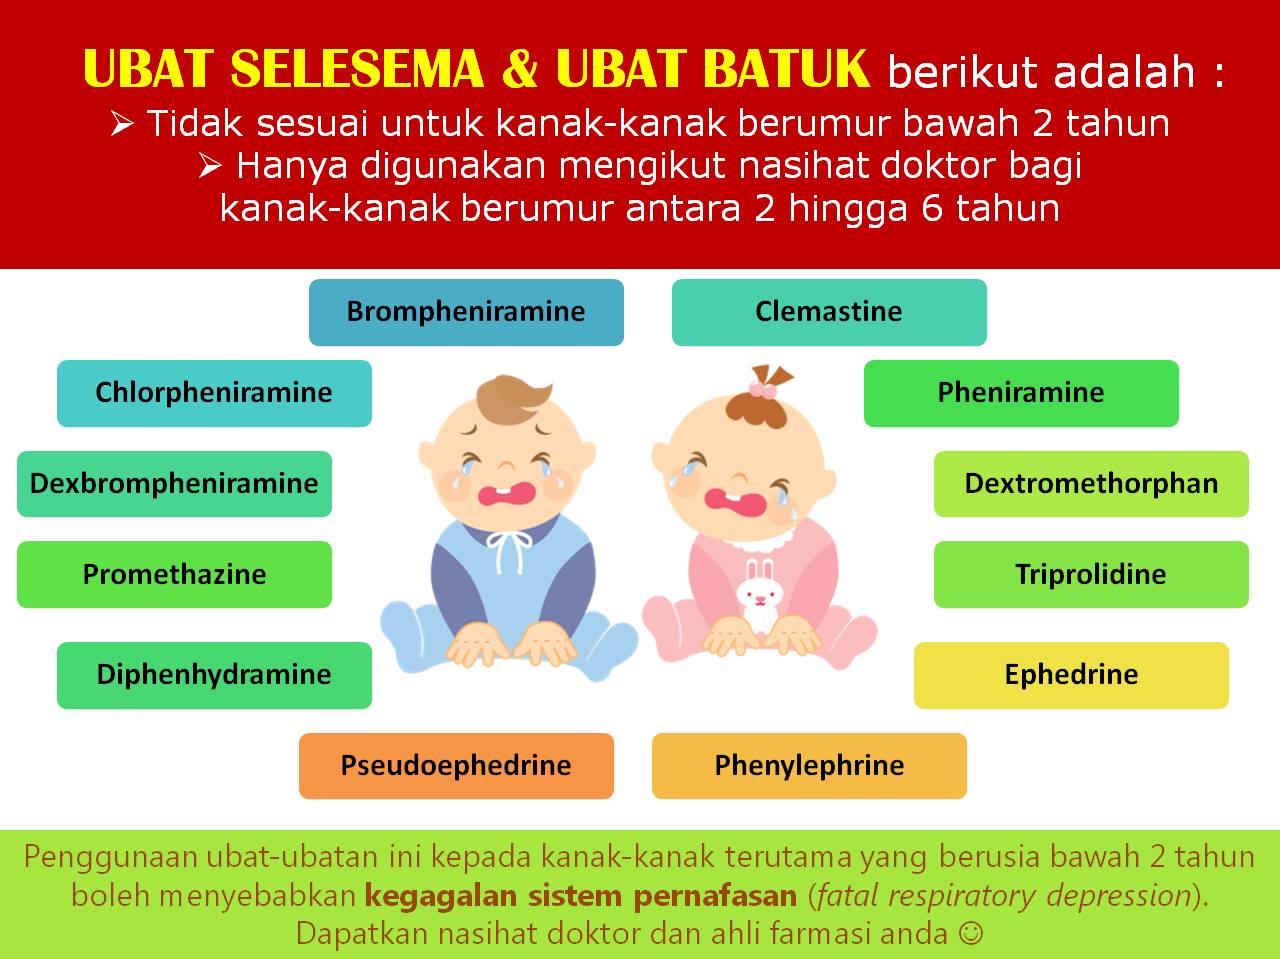 UBAT SELESEMA & UBAT BATUK berikut adalah :
➢ Tidak sesuai untuk kanak-kanak berumur bawah 2 tahun
➢ Hanya digunakan mengikut nasihat doktor bagi
kanak-kanak berumur antara 2 hingga 6 tahun
Brompheniramine
Clemastine
Chlorpheniramine
Pheniramine
Dexbrompheniramine
Dextromethorphan
Promethazine
Triprolidine
Diphenhydramine
Ephedrine
Pseudoephedrine
Phenylephrine
Penggunaan ubat-ubatan ini kepada kanak-kanak terutama yang berusia bawah 2 tahun
boleh menyebabkan kegagalan sistem pernafasan (fatal respiratory depression).
Dapatkan nasihat doktor dan ahli farmasi anda ☺